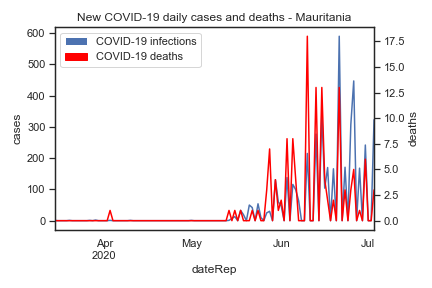 New COVID-19 daily cases and deaths - Mauritania
COVID-19 infections
COVID-19 deaths
600
500
400
300
200
100
0
cases
17.5
15.0
12.5
10.0
7.5
5.0
2.5
0.0
deaths
Apr
2020
May
Jun
Jul
dateRep